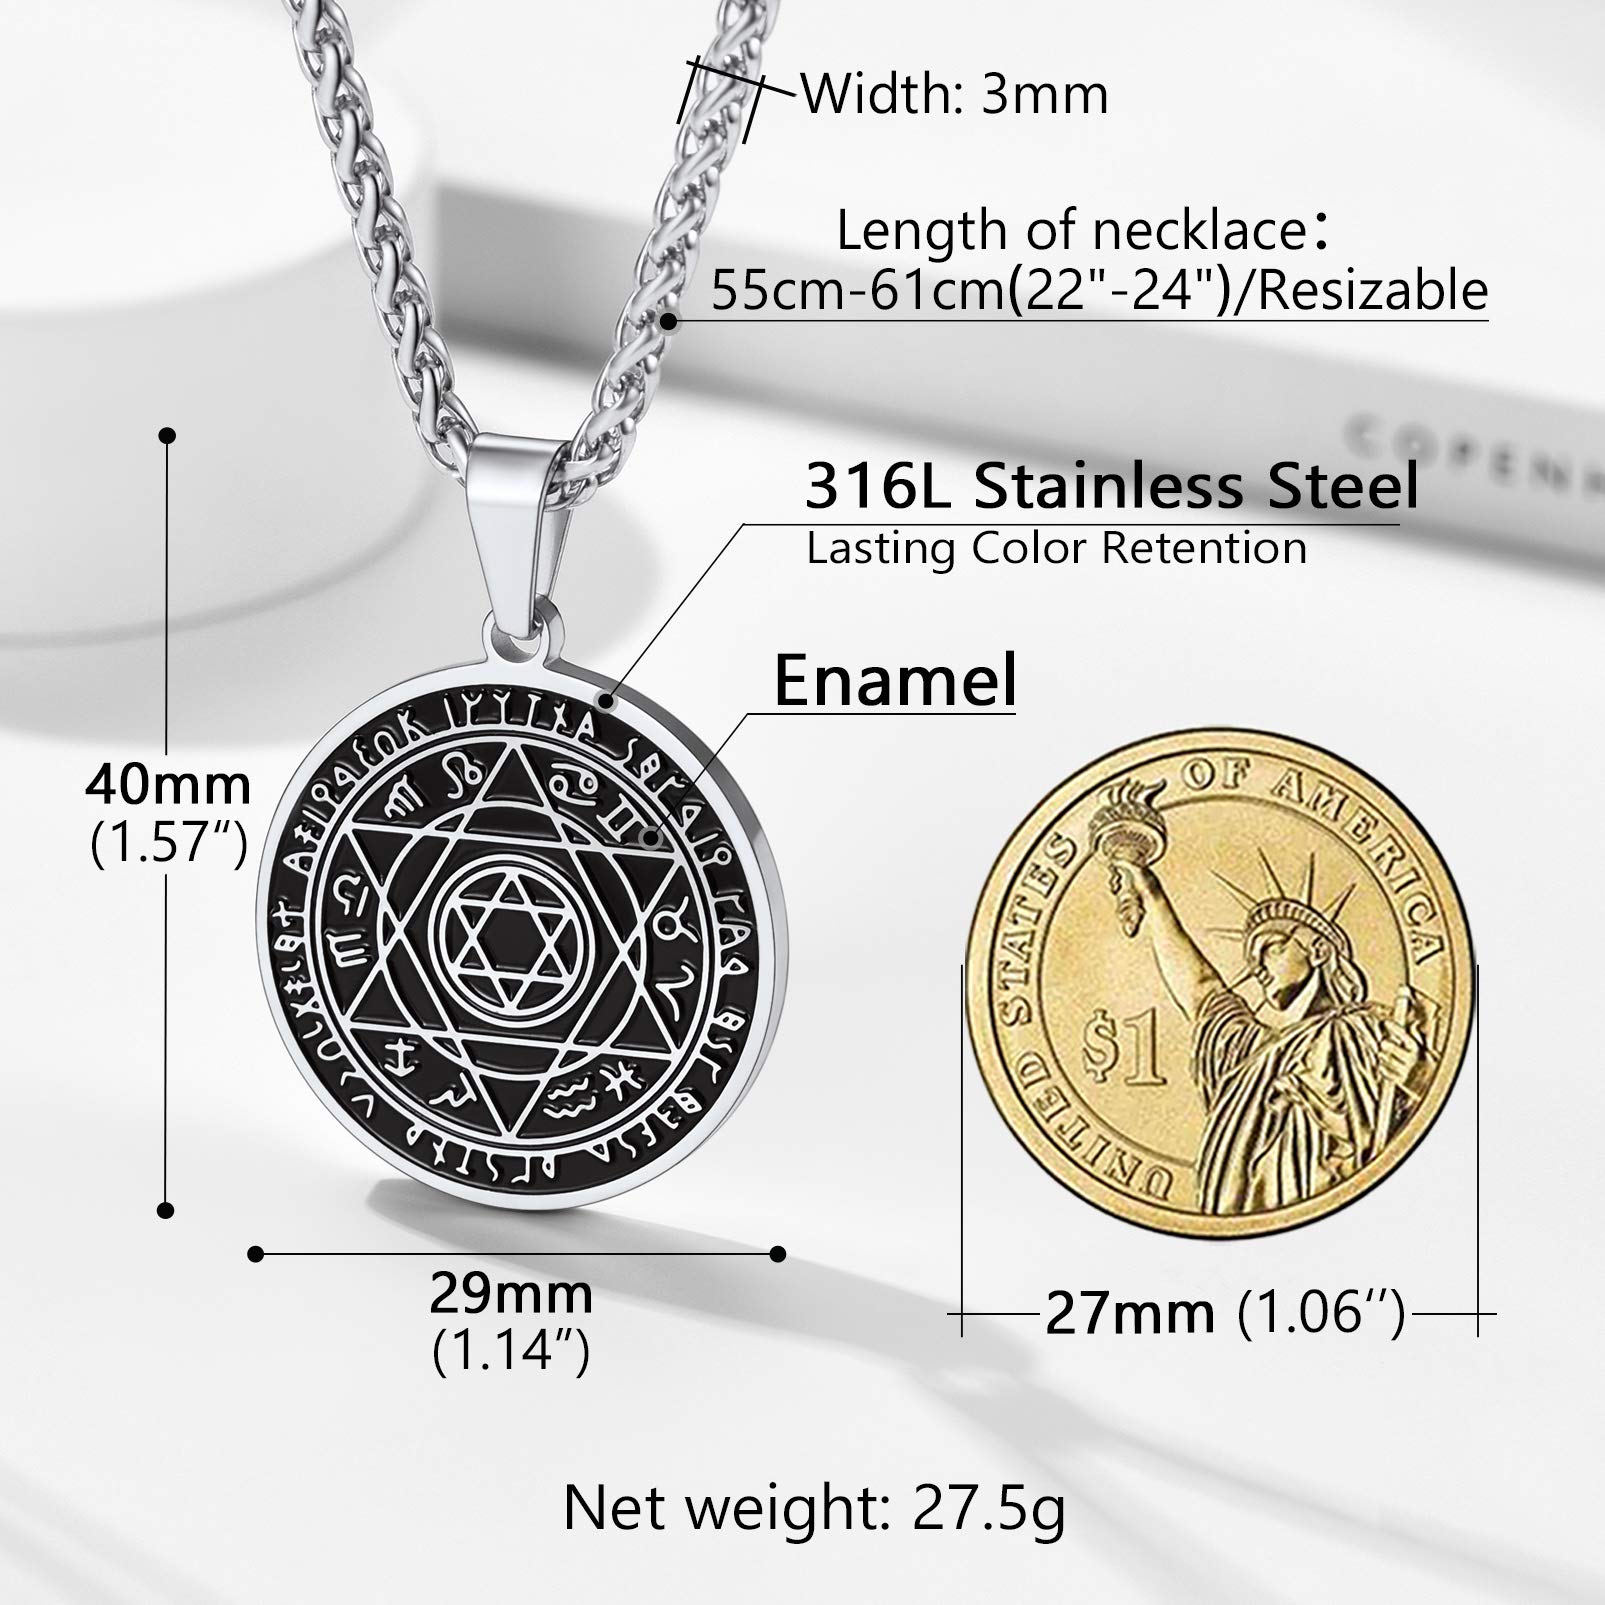 Width: 3mm
Length of necklace:
55cm-61cm(22"-24")/Resizable
COPENH
316L Stainless Steel
Lasting Color Retention
Enamel
40mm
(1.57“)
UNITED STATES OF AMERICA
$1
29mm
(1.14”)
27mm (1.06‘’)
Net weight: 27.5g